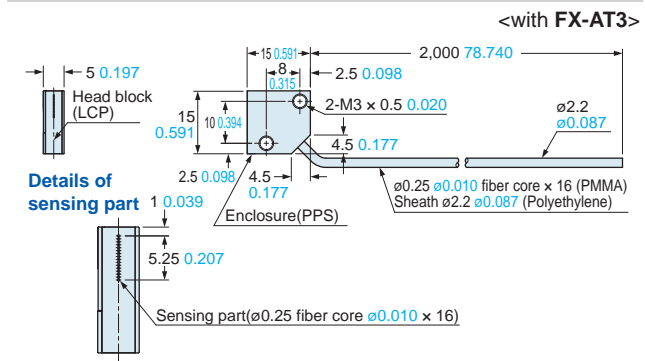 <with FX-AT3>
15 0.591
2,000 78.740
8
0.315
2.5 0.098
5 0.197
Head block
(LCP)
2-M3 × 0.5 0.020
ø2.2
ø0.087
15
0.591
10 0.394
4.5 0.177
2.5 0.098
4.5
0.177
ø0.25 ø0.010 fiber core × 16 (PMMA)
Sheath ø2.2 ø0.087 (Polyethylene)
Details of
sensing part
1 0.039
Enclosure(PPS)
5.25 0.207
Sensing part(ø0.25 fiber core ø0.010 × 16)